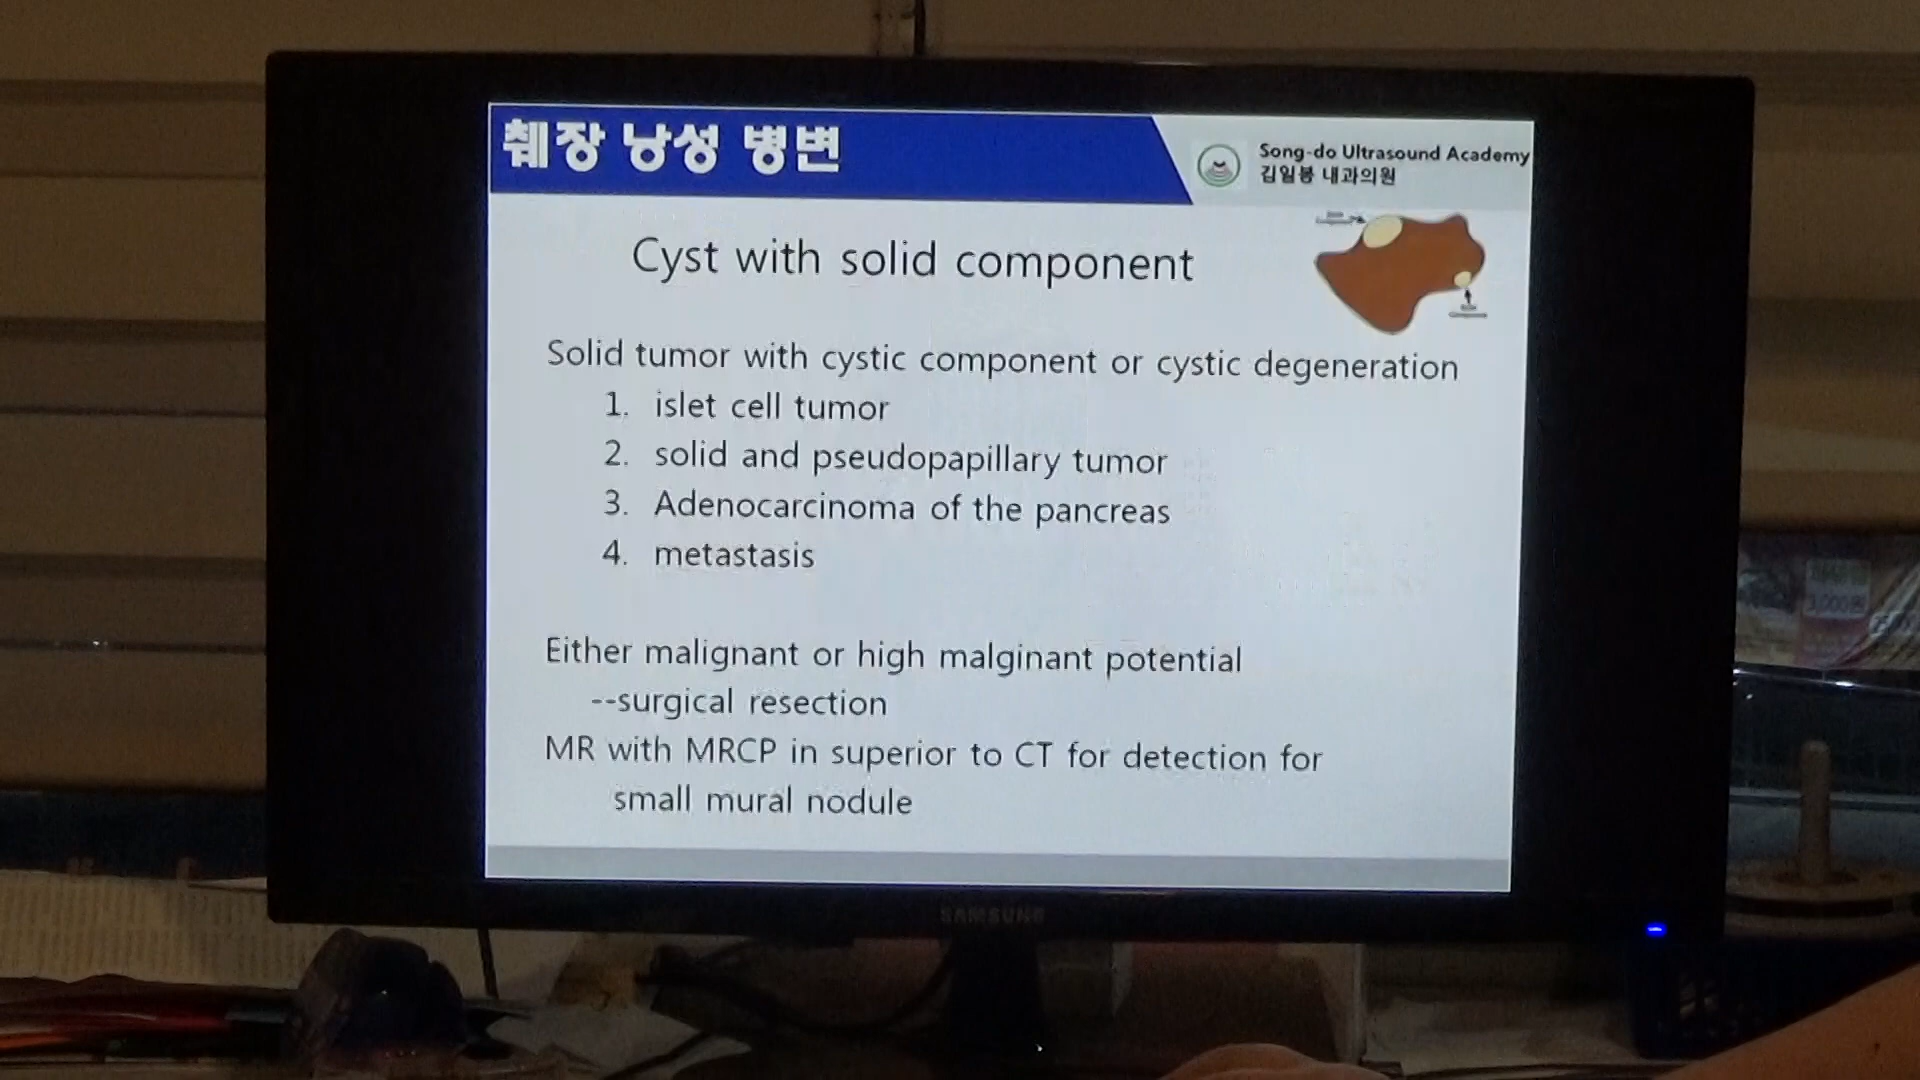 췌장 낭성 병변
Song-do Ultrasound Academy
김일봉 내과의원
Cyst with solid component
Solid tumor with cystic component or cystic degeneration
1. islet cell tumor
2. solid and pseudopapillary tumor
3. Adenocarcinoma of the pancreas
4. metastasis
Either malignant or high malginant potential
--surgical resection
MR with MRCP in superior to CT for detection for
small mural nodule
SAMSUNG